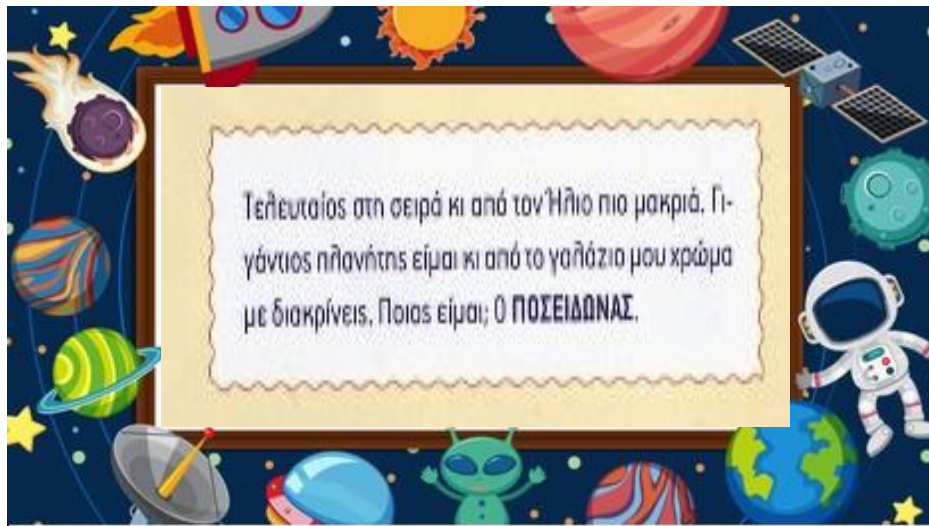 Τελευταίος στη σειρά κι από τον Ήλιο πιο μακριά. Γι-
γάντιος πλανήτης είμαι κι από το γαλάζιο μου χρώμα
με διακρίνεις. Ποιος είμαι; Ο ΠΟΣΕΙΔΩΝΑΣ.